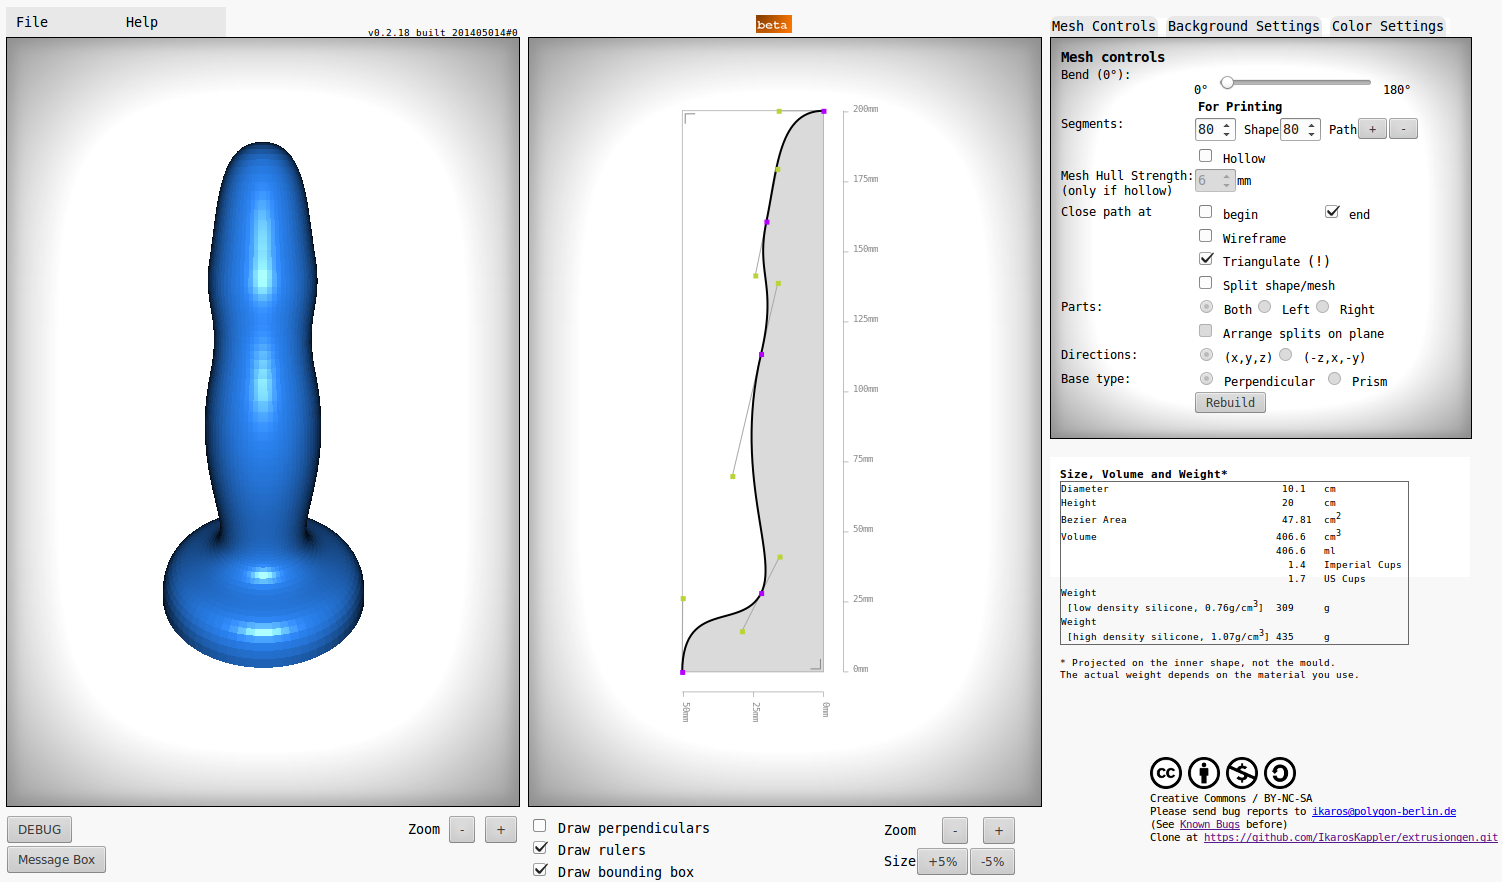 File Help
v0.2.18 built 201405014#0
beta
Mesh Controls Background Settings Color Settings
200mm
175mm
150mm
125mm
100mm
75mm
50mm
25mm
0mm
50mm 25mm 0mm
Mesh controls
Bend (0°):
0° 180°
For Printing
Segments: 80 Shape 80 Path + -
Hollow
Mesh Hull Strength: 6 mm
(only if hollow)
Close path at begin end
Wireframe
Triangulate (!)
Split shape/mesh
Parts: Both Left Right
Arrange splits on plane
Directions: (x,y,z) (-z,x,-y)
Base type: Perpendicular Prism
Rebuild
Size, Volume and Weight*
Diameter 10.1 cm
Height 20 cm
Bezier Area 47.81 cm²
Volume 406.6 cm³
406.6 ml
1.4 Imperial Cups
1.7 US Cups
Weight
[low density silicone, 0.76g/cm³] 309 g
Weight
[high density silicone, 1.07g/cm³] 435 g
* Projected on the inner shape, not the mould.
The actual weight depends on the material you use.
DEBUG Zoom - +
Message Box
Draw perpendiculars
Draw rulers
Draw bounding box
Zoom - +
Size +5% -5%
cc
Creative Commons / BY-NC-SA
Please send bug reports to ikaros@polygon-berlin.de
(See Known Bugs before)
Clone at https://github.com/IkarosKappler/extrusiongen.git